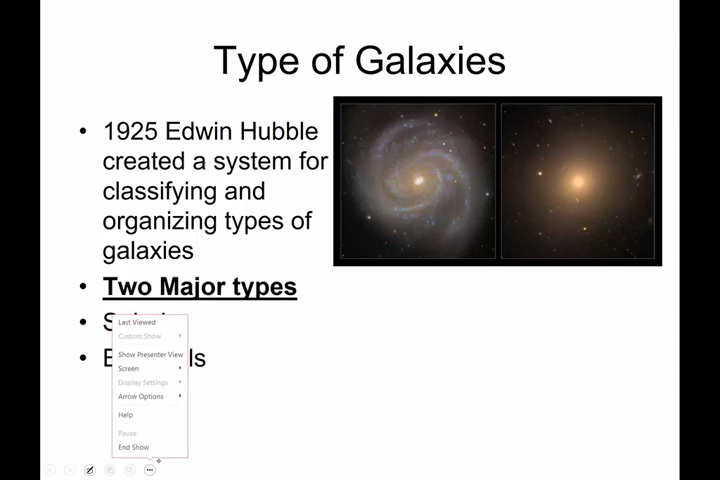 Type of Galaxies
• 1925 Edwin Hubble
created a system for
classifying and
organizing types of
galaxies
• Two Major types
Last Viewed
Custom Show
Show Presenter View
Screen
Display Settings
Arrow Options
Help
Pause
End Show